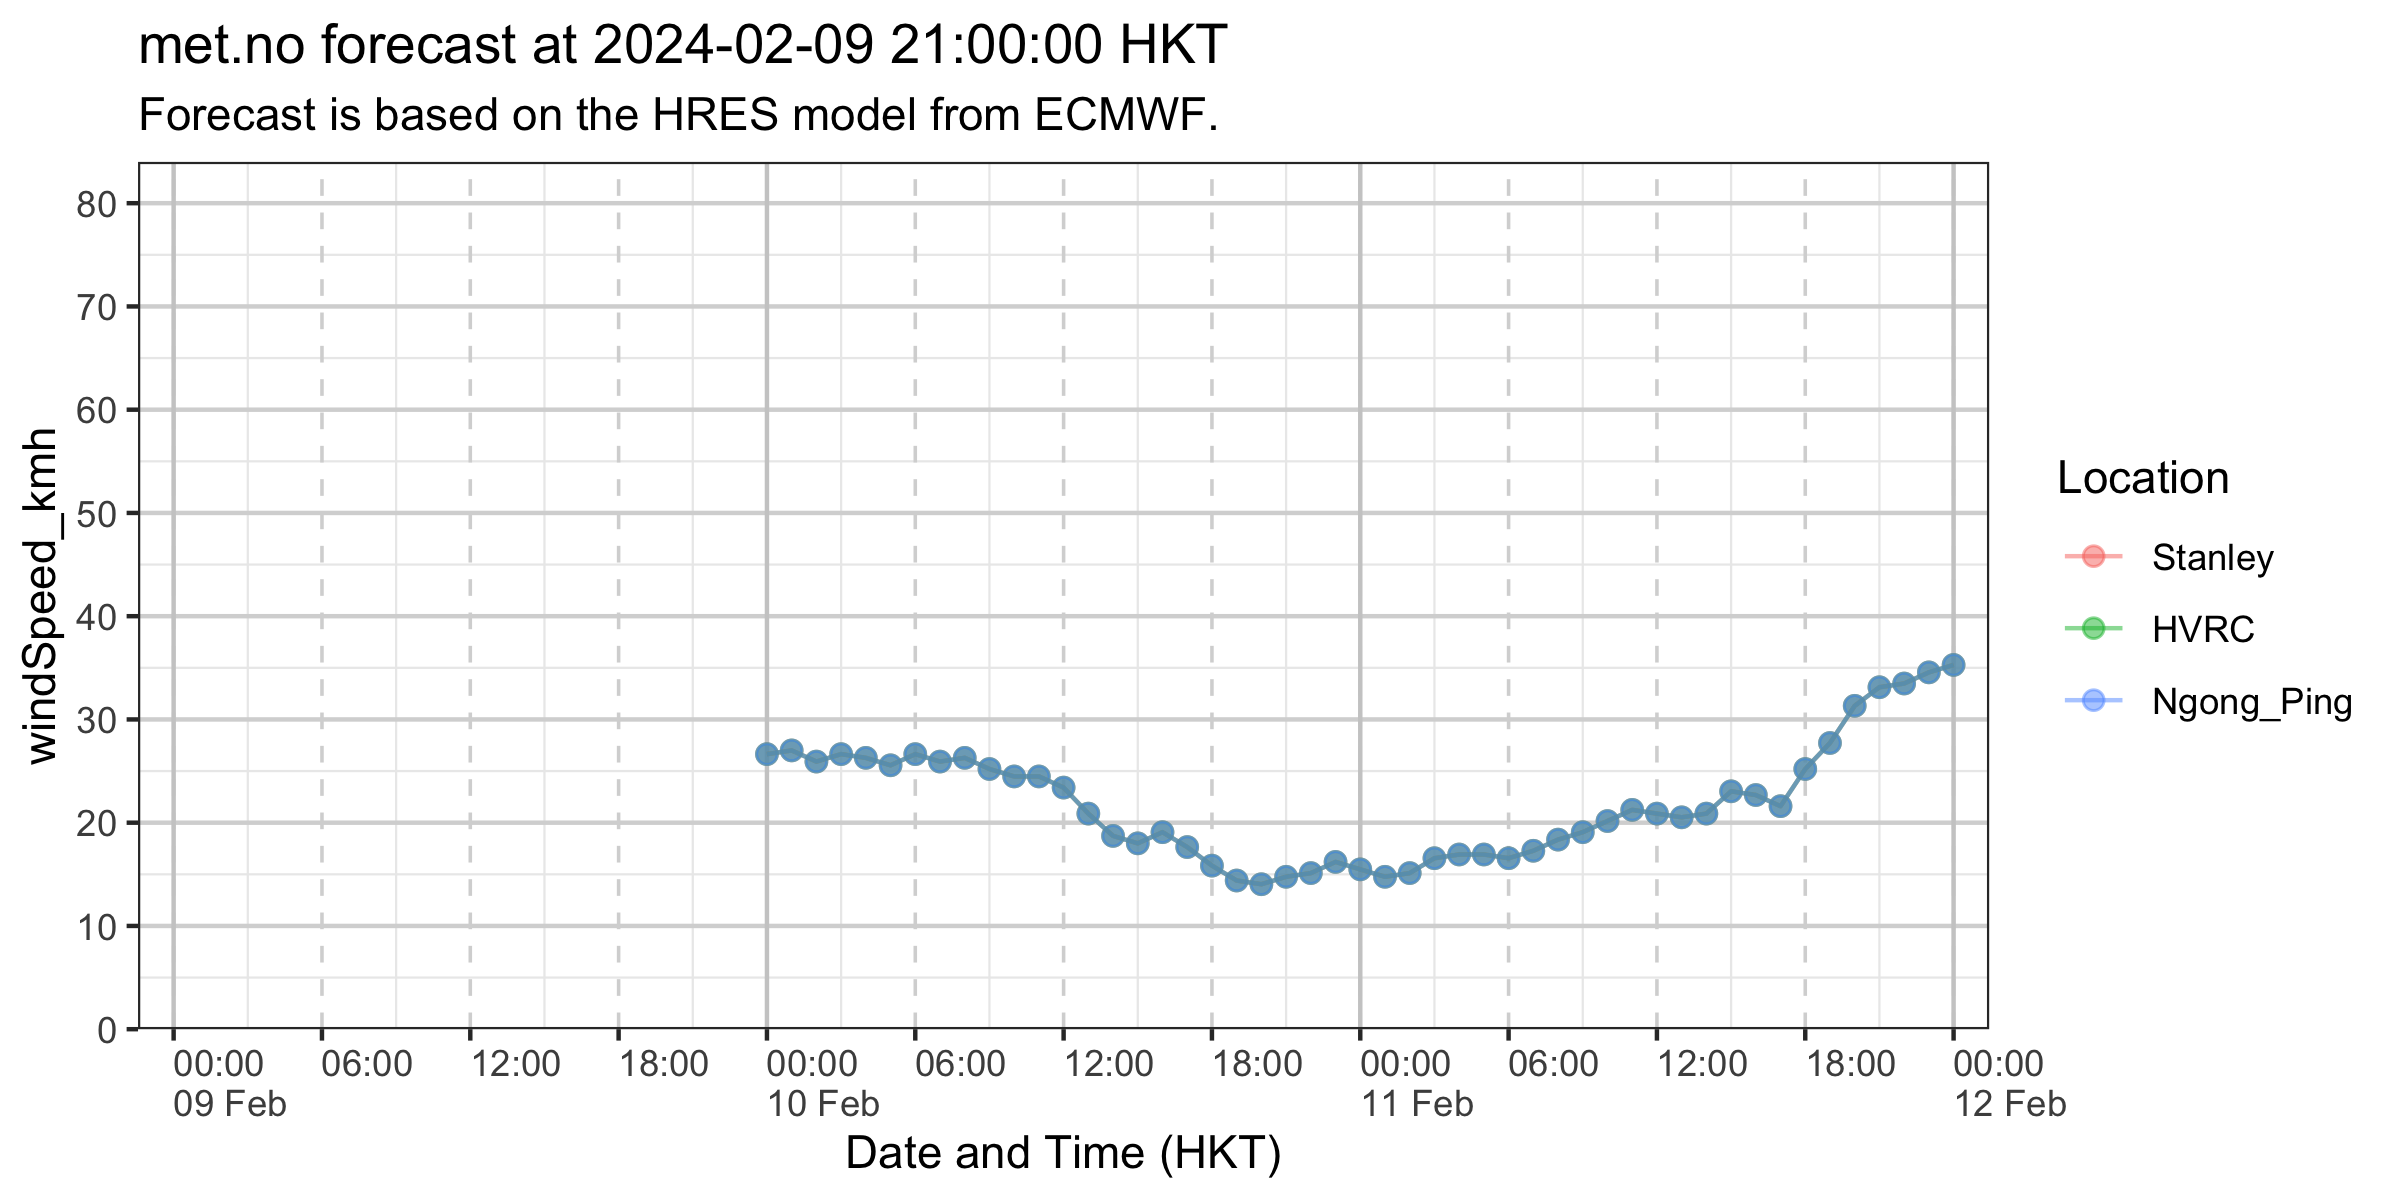 met.no forecast at 2024-02-09 21:00:00 HKT
Forecast is based on the HRES model from ECMWF.
windSpeed_kmh
80
70
60
50
40
30
20
10
0
00:00 06:00 12:00 18:00 00:00 06:00 12:00 18:00 00:00 06:00 12:00 18:00 00:00
09 Feb 10 Feb 11 Feb 12 Feb
Date and Time (HKT)
Location
Stanley
HVRC
Ngong_Ping